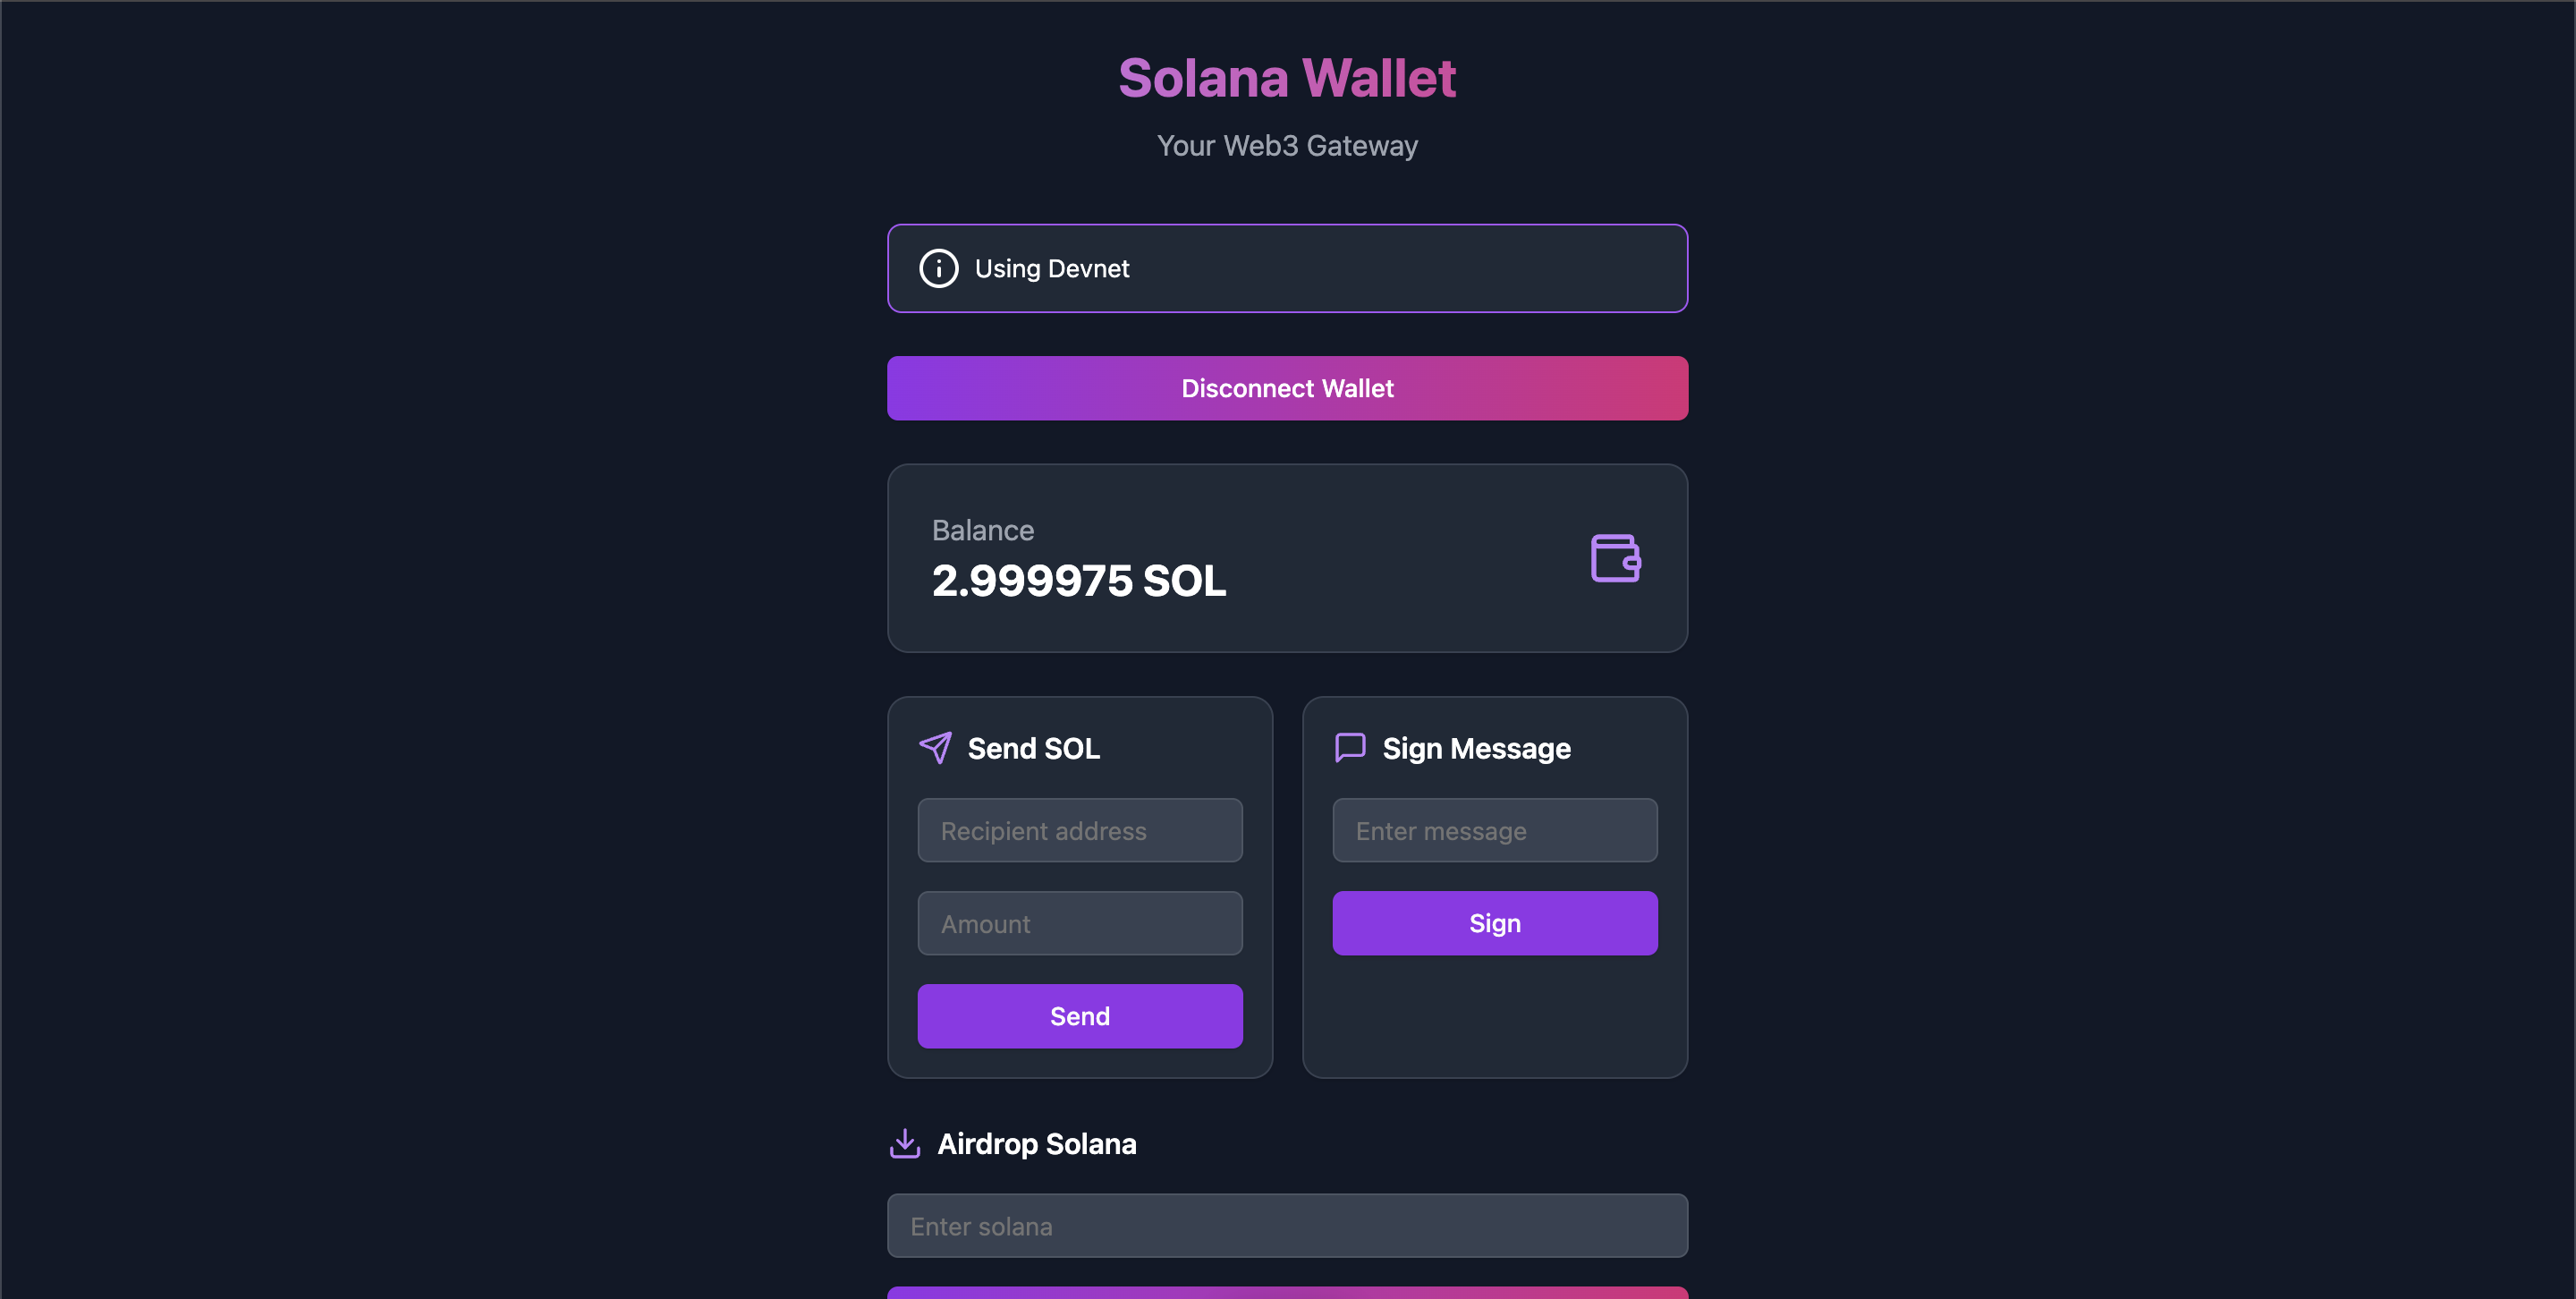 Solana Wallet
Your Web3 Gateway
Using Devnet
Disconnect Wallet
Balance
2.999975 SOL
Send SOL
Recipient address
Amount
Send
Sign Message
Enter message
Sign
Airdrop Solana
Enter solana